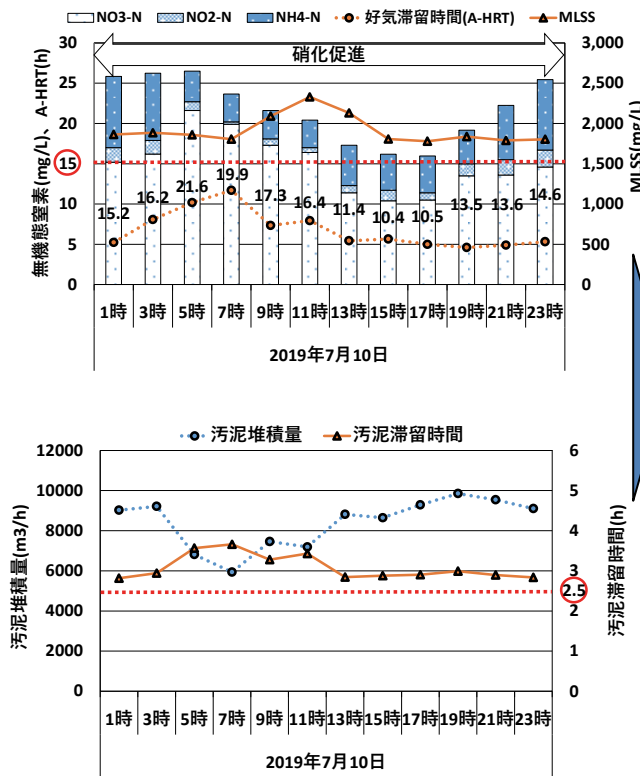 NO3-N NO2-N NH4-N 好気滞留時間(A-HRT) MLSS
硝化促進
無機態窒素(mg/L)、A-HRT(h)
30
25
20
15
10
5
0
15.2 16.2 21.6 19.9 17.3 16.4 11.4 10.4 10.5 13.5 13.6 14.6
3,000
2,500
2,000
1,500
1,000
500
0
MLSS(mg/L)
1時 3時 5時 7時 9時 11時 13時 15時 17時 19時 21時 23時
2019年7月10日
汚泥堆積量 汚泥滞留時間
汚泥堆積量(m3/h)
12000
10000
8000
6000
4000
2000
0
6
5
4
3
2.5
2
1
0
汚泥滞留時間(h)
1時 3時 5時 7時 9時 11時 13時 15時 17時 19時 21時 23時
2019年7月10日